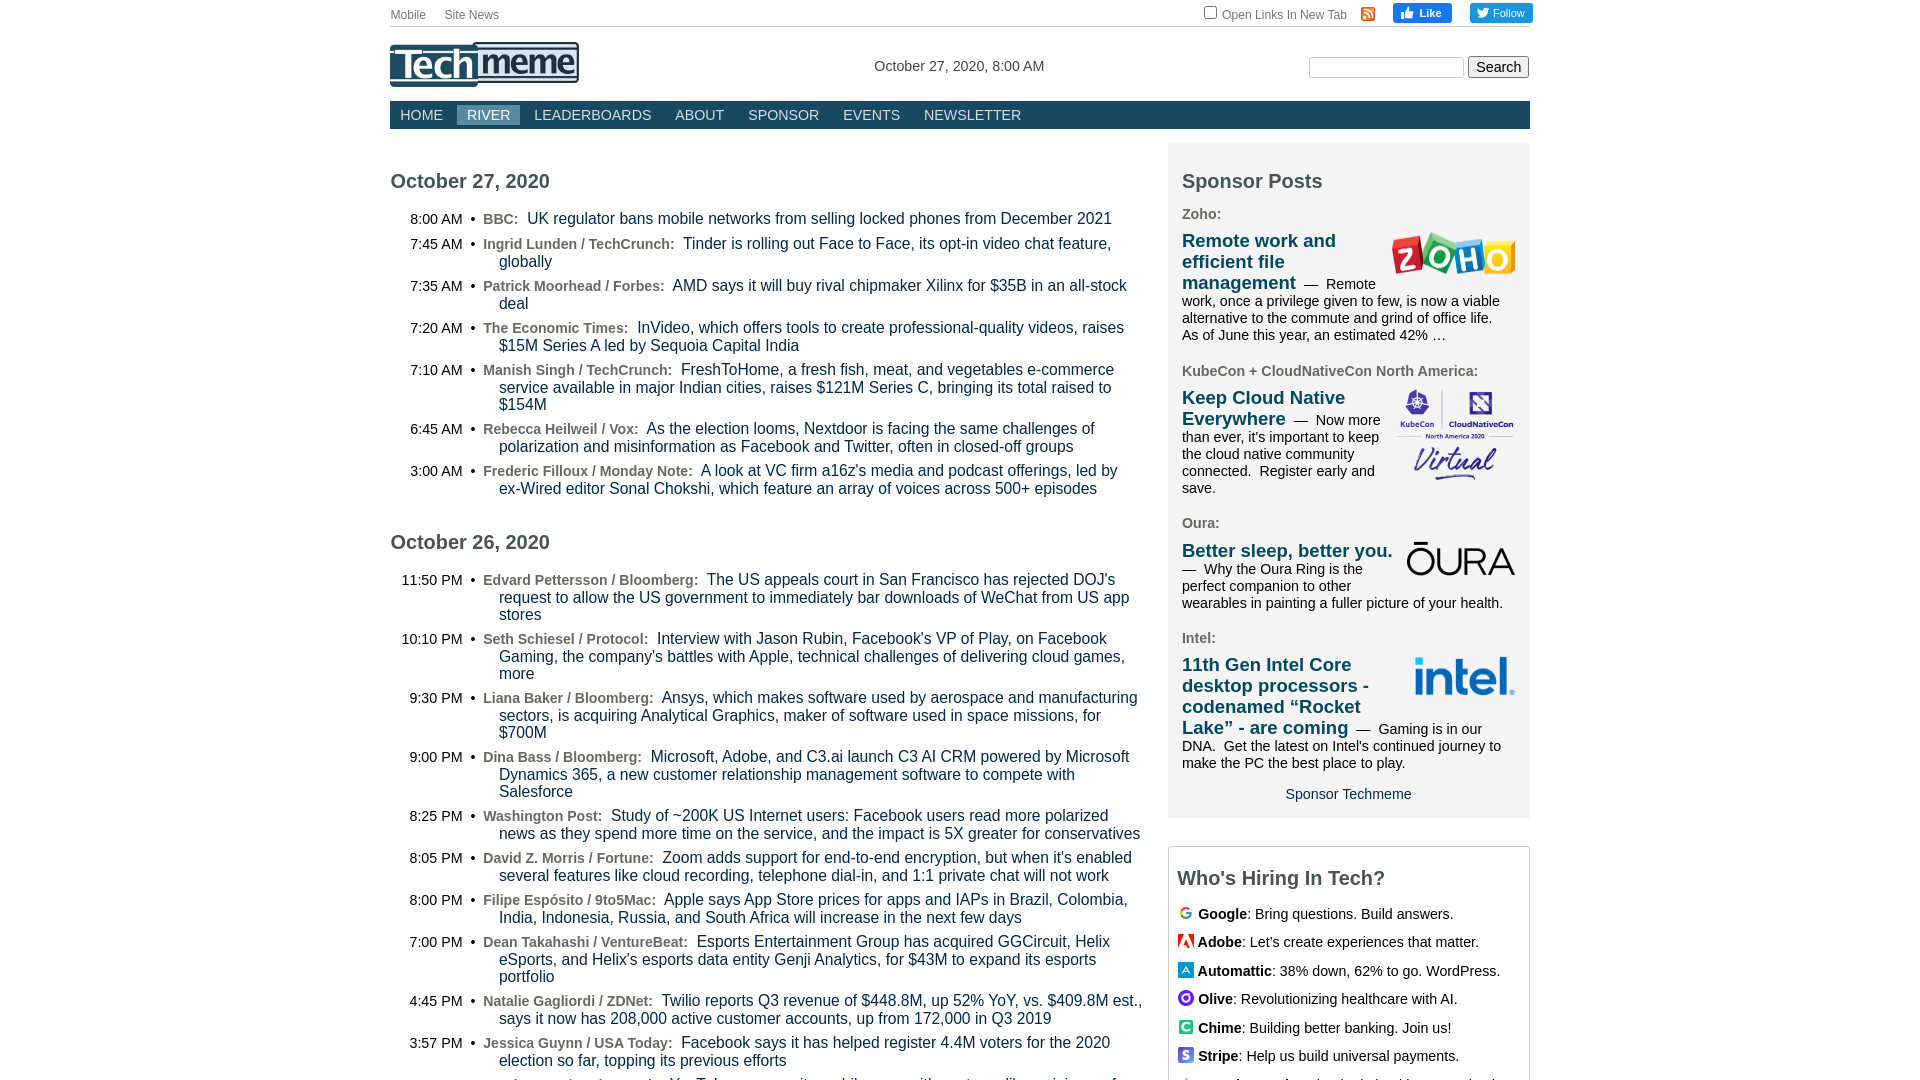 Mobile Site News Open Links In New Tab Like Follow
Techmeme October 27, 2020, 8:00 AM Search
HOME RIVER LEADERBOARDS ABOUT SPONSOR EVENTS NEWSLETTER
October 27, 2020
8:00 AM • BBC: UK regulator bans mobile networks from selling locked phones from December 2021
7:45 AM • Ingrid Lunden / TechCrunch: Tinder is rolling out Face to Face, its opt-in video chat feature,
globally
7:35 AM • Patrick Moorhead / Forbes: AMD says it will buy rival chipmaker Xilinx for $35B in an all-stock
deal
7:20 AM • The Economic Times: InVideo, which offers tools to create professional-quality videos, raises
$15M Series A led by Sequoia Capital India
7:10 AM • Manish Singh / TechCrunch: FreshToHome, a fresh fish, meat, and vegetables e-commerce
service available in major Indian cities, raises $121M Series C, bringing its total raised to
$154M
6:45 AM • Rebecca Heilweil / Vox: As the election looms, Nextdoor is facing the same challenges of
polarization and misinformation as Facebook and Twitter, often in closed-off groups
3:00 AM • Frederic Filloux / Monday Note: A look at VC firm a16z's media and podcast offerings, led by
ex-Wired editor Sonal Chokshi, which feature an array of voices across 500+ episodes
October 26, 2020
11:50 PM • Edvard Pettersson / Bloomberg: The US appeals court in San Francisco has rejected DOJ's
request to allow the US government to immediately bar downloads of WeChat from US app
stores
10:10 PM • Seth Schiesel / Protocol: Interview with Jason Rubin, Facebook's VP of Play, on Facebook
Gaming, the company's battles with Apple, technical challenges of delivering cloud games,
more
9:30 PM • Liana Baker / Bloomberg: Ansys, which makes software used by aerospace and manufacturing
sectors, is acquiring Analytical Graphics, maker of software used in space missions, for
$700M
9:00 PM • Dina Bass / Bloomberg: Microsoft, Adobe, and C3.ai launch C3 AI CRM powered by Microsoft
Dynamics 365, a new customer relationship management software to compete with
Salesforce
8:25 PM • Washington Post: Study of ~200K US Internet users: Facebook users read more polarized
news as they spend more time on the service, and the impact is 5X greater for conservatives
8:05 PM • David Z. Morris / Fortune: Zoom adds support for end-to-end encryption, but when it's enabled
several features like cloud recording, telephone dial-in, and 1:1 private chat will not work
8:00 PM • Filipe Espósito / 9to5Mac: Apple says App Store prices for apps and IAPs in Brazil, Colombia,
India, Indonesia, Russia, and South Africa will increase in the next few days
7:00 PM • Dean Takahashi / VentureBeat: Esports Entertainment Group has acquired GGCircuit, Helix
eSports, and Helix's esports data entity Genji Analytics, for $43M to expand its esports
portfolio
4:45 PM • Natalie Gagliordi / ZDNet: Twilio reports Q3 revenue of $448.8M, up 52% YoY, vs. $409.8M est.,
says it now has 208,000 active customer accounts, up from 172,000 in Q3 2019
3:57 PM • Jessica Guynn / USA Today: Facebook says it has helped register 4.4M voters for the 2020
election so far, topping its previous efforts
Sponsor Posts
Zoho:
Remote work and
efficient file
management — Remote
work, once a privilege given to few, is now a viable
alternative to the commute and grind of office life.
As of June this year, an estimated 42% …
ZOHO
KubeCon + CloudNativeCon North America:
Keep Cloud Native
Everywhere — Now more
than ever, it's important to keep
the cloud native community
connected. Register early and
save.
KubeCon CloudNativeCon
North America 2020
Virtual
Oura:
Better sleep, better you.
— Why the Oura Ring is the
perfect companion to other
wearables in painting a fuller picture of your health.
ŌURA
Intel:
11th Gen Intel Core
desktop processors -
codenamed “Rocket
Lake” - are coming — Gaming is in our
DNA. Get the latest on Intel's continued journey to
make the PC the best place to play.
intel®
Sponsor Techmeme
Who's Hiring In Tech?
Google: Bring questions. Build answers.
Adobe: Let’s create experiences that matter.
Automattic: 38% down, 62% to go. WordPress.
Olive: Revolutionizing healthcare with AI.
Chime: Building better banking. Join us!
Stripe: Help us build universal payments.